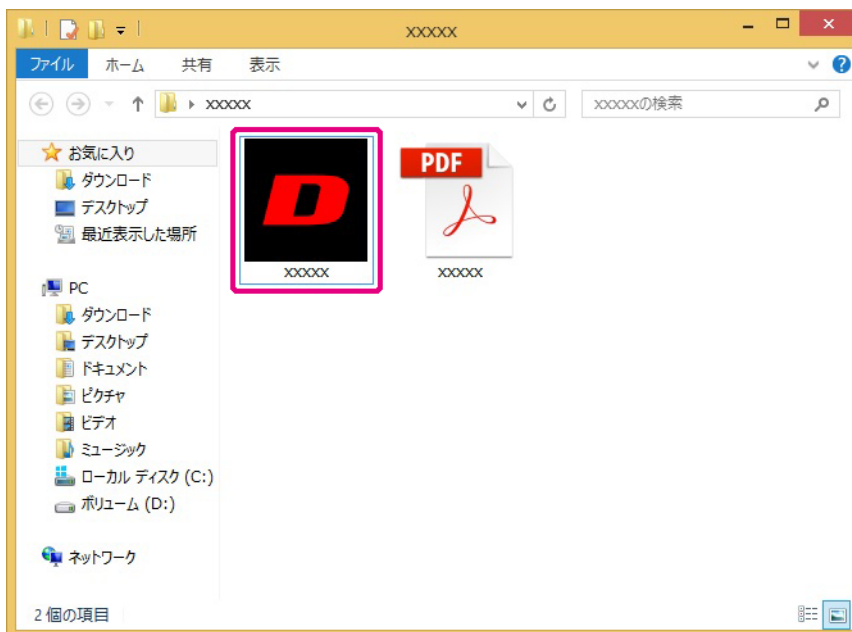 xxxxx
ファイル ホーム 共有 表示
xxxxx xxxxxの検索
お気に入り
ダウンロード
デスクトップ
最近表示した場所
PC
ダウンロード
デスクトップ
ドキュメント
ピクチャ
ビデオ
ミュージック
ローカル ディスク (C:)
ボリューム (D:)
ネットワーク
D
xxxxx
PDF
xxxxx
2 個の項目